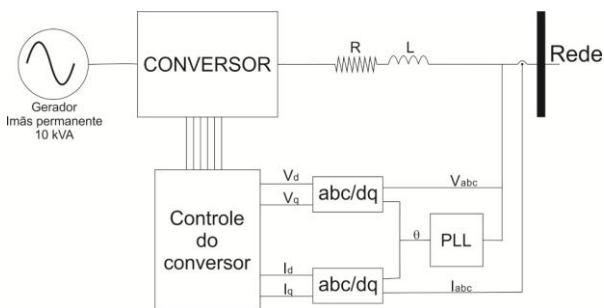 CONVERSOR
R
L
Rede
Gerador
Imãs permanente
10 kVA
Controle
do
conversor
Vd
Vq
abc/dq
Vabc
θ
PLL
Id
Iq
abc/dq
Iabc